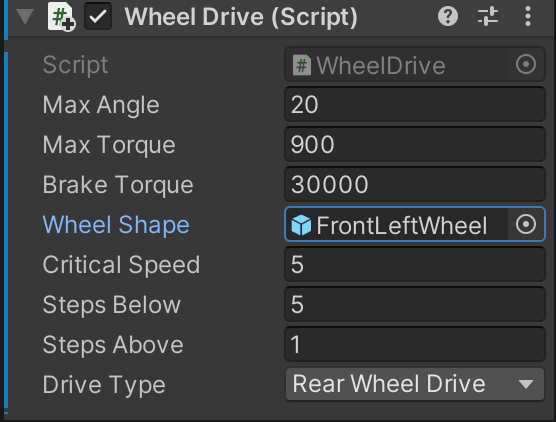 Wheel Drive (Script)
Script WheelDrive
Max Angle 20
Max Torque 900
Brake Torque 30000
Wheel Shape FrontLeftWheel
Critical Speed 5
Steps Below 5
Steps Above 1
Drive Type Rear Wheel Drive